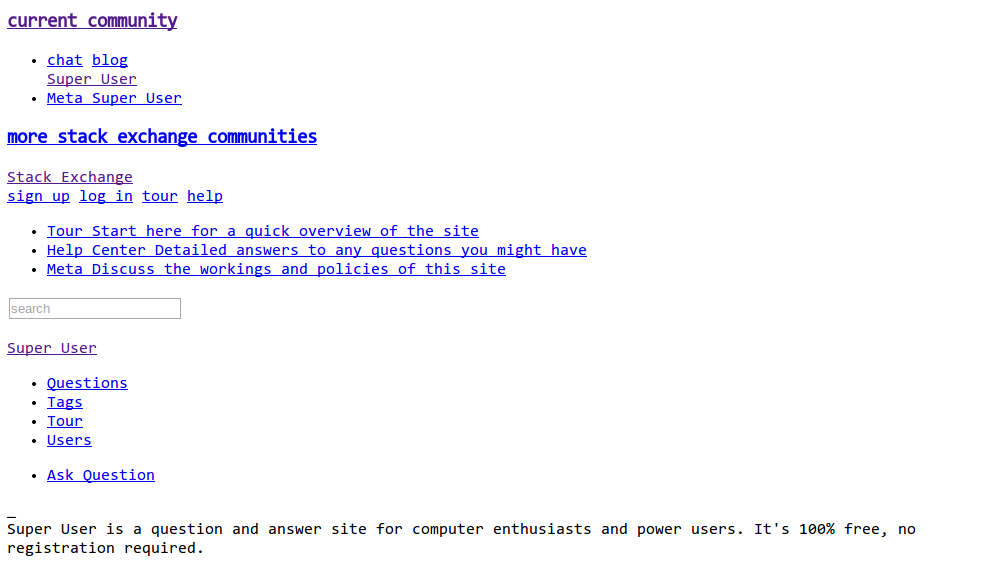 current community
chat blog
Super User
Meta Super User
more stack exchange communities
Stack Exchange
sign up log in tour help
Tour Start here for a quick overview of the site
Help Center Detailed answers to any questions you might have
Meta Discuss the workings and policies of this site
search
Super User
Questions
Tags
Tour
Users
Ask Question
_
Super User is a question and answer site for computer enthusiasts and power users. It's 100% free, no
registration required.